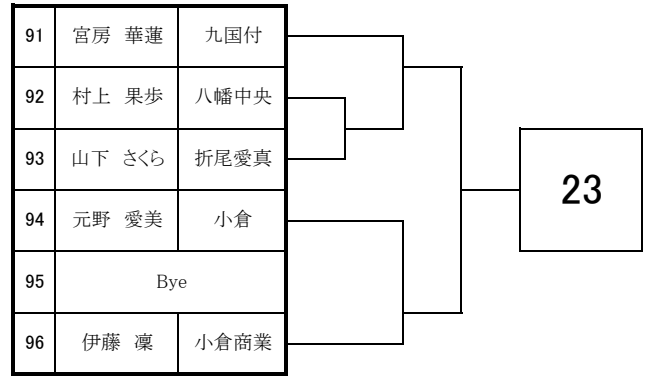 91 宮房 華蓮 九国付
92 村上 果歩 八幡中央
93 山下 さくら 折尾愛真
94 元野 愛美 小倉
95 Bye
96 伊藤 凜 小倉商業
23